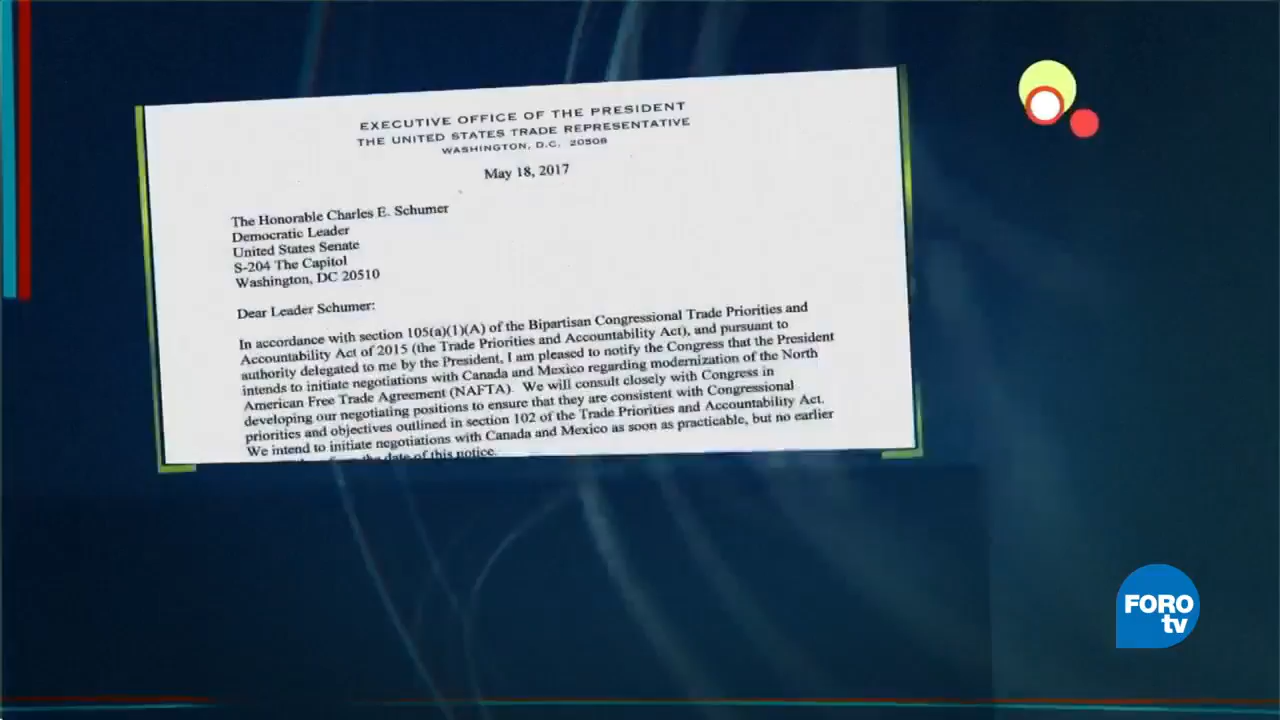 EXECUTIVE OFFICE OF THE PRESIDENT
THE UNITED STATES TRADE REPRESENTATIVE
WASHINGTON, D.C. 20508
May 18, 2017
The Honorable Charles E. Schumer
Democratic Leader
United States Senate
S-204 The Capitol
Washington, DC 20510
Dear Leader Schumer:
In accordance with section 105(a)(1)(A) of the Bipartisan Congressional Trade Priorities and
Accountability Act of 2015 (the Trade Priorities and Accountability Act), and pursuant to
authority delegated to me by the President, I am pleased to notify the Congress that the President
intends to initiate negotiations with Canada and Mexico regarding modernization of the North
American Free Trade Agreement (NAFTA). We will consult closely with Congress in
developing our negotiating positions to ensure that they are consistent with Congressional
priorities and objectives outlined in section 102 of the Trade Priorities and Accountability Act.
We intend to initiate negotiations with Canada and Mexico as soon as practicable, but no earlier
the date of this notice.
FORO
tv